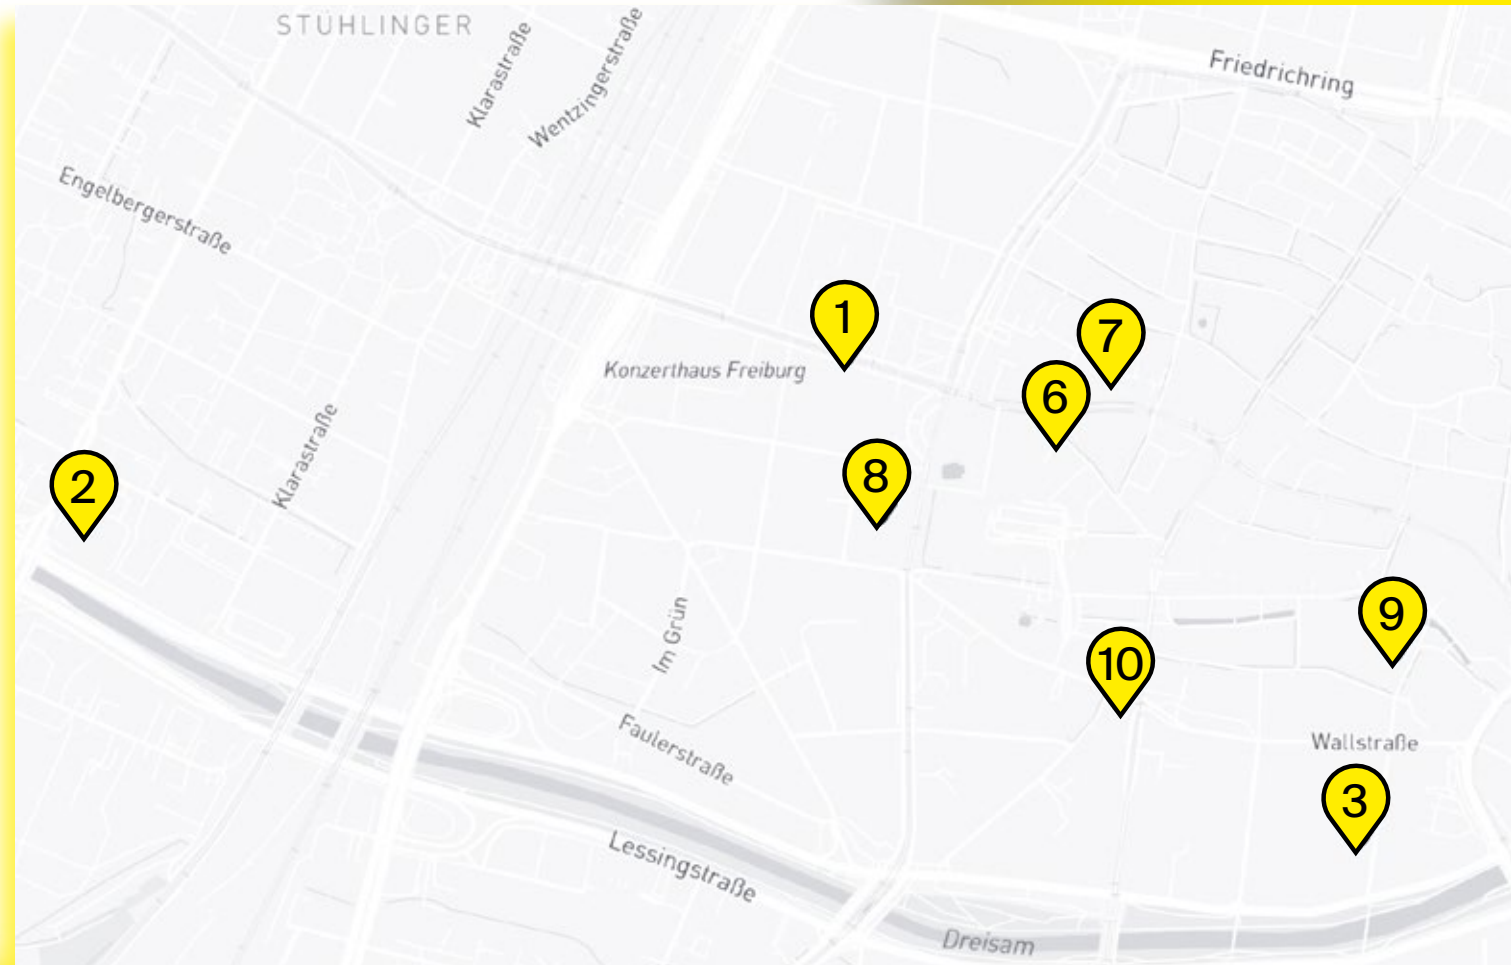 STÜHLINGER
Klarastraße
Wentzingerstraße
Friedrichring
Engelbergerstraße
1
7
Konzerthaus Freiburg
6
Klarastraße
8
2
Im Grün
9
10
Faulerstraße
Wallstraße
3
Lessingstraße
Dreisam